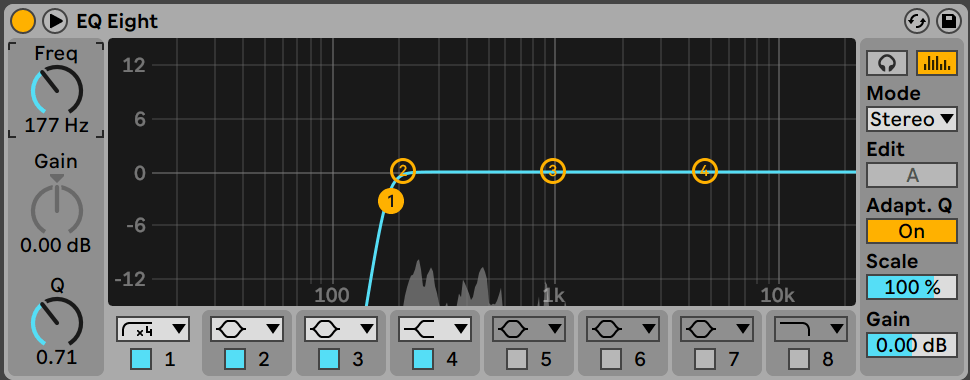 EQ Eight
Freq
177 Hz
Gain
0.00 dB
Q
0.71
12
6
0
-6
-12
100
1k
10k
1
2
3
4
x4
1
2
3
4
5
6
7
8
Mode
Stereo
Edit
A
Adapt. Q
On
Scale
100 %
Gain
0.00 dB